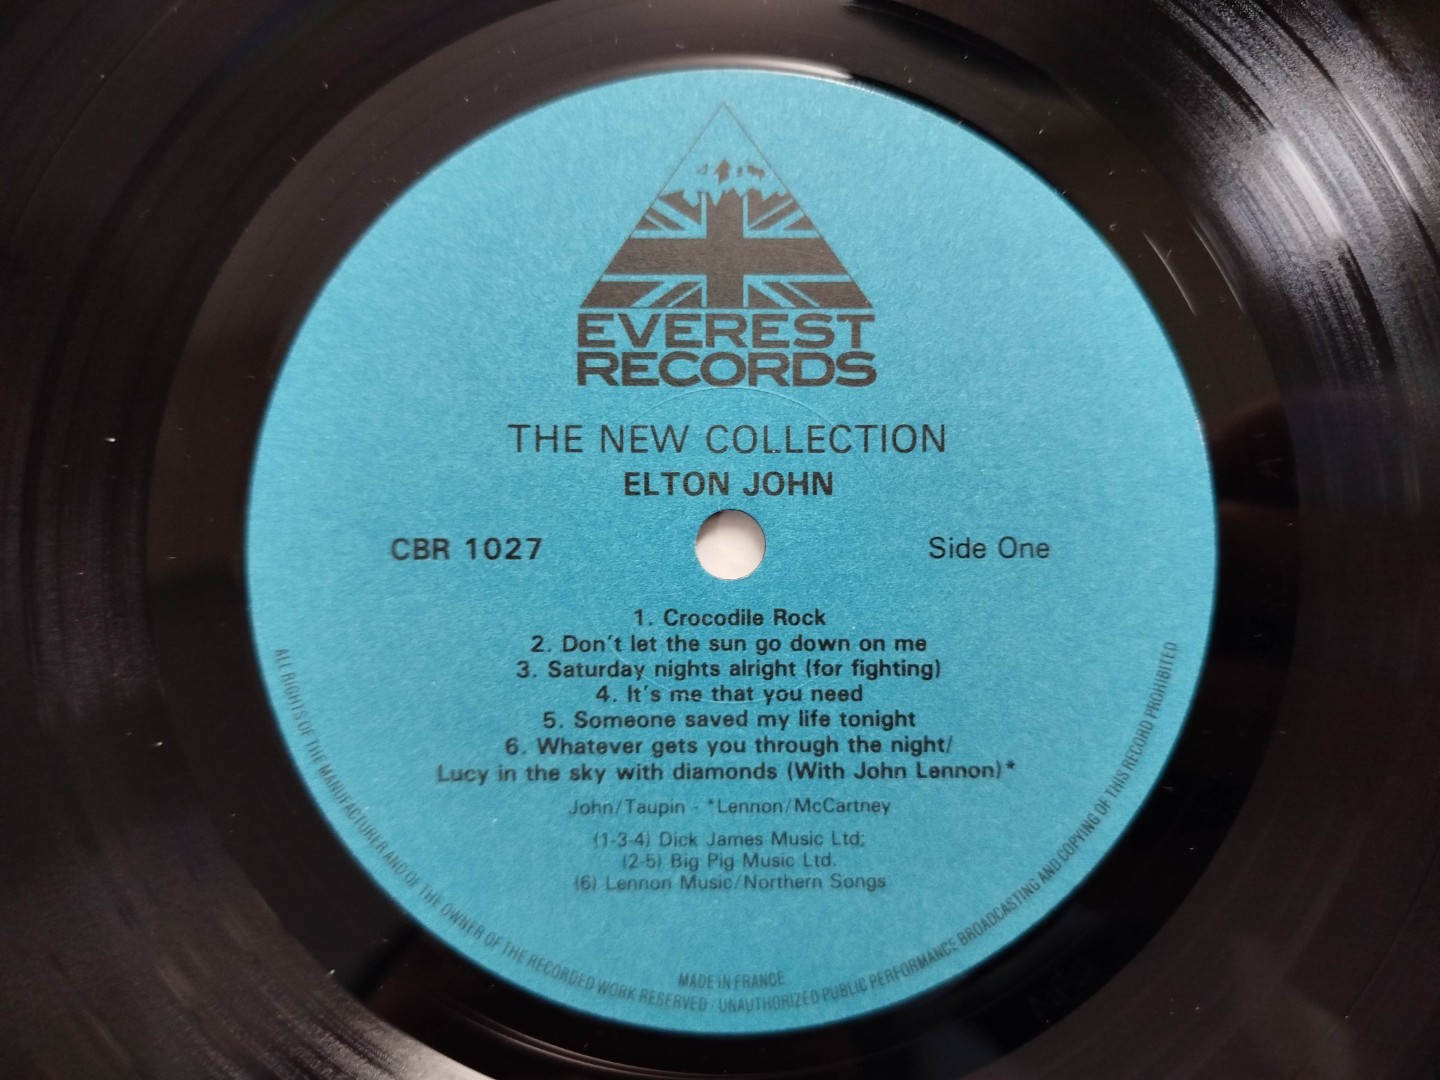 EVEREST
RECORDS
THE NEW COLLECTION
ELTON JOHN
CBR 1027
Side One
1. Crocodile Rock
2. Don't let the sun go down on me
3. Saturday nights alright (for fighting)
4. It's me that you need
5. Someone saved my life tonight
6. Whatever gets you through the night/
Lucy in the sky with diamonds (With John Lennon)*
John/Taupin - *Lennon/McCartney
(1-3-4) Dick James Music Ltd;
(2-5) Big Pig Music Ltd.
(6) Lennon Music/Northern Songs
MADE IN FRANCE
ALL RIGHTS OF THE MANUFACTURER AND OF THE OWNER OF THE RECORDED WORK RESERVED - UNAUTHORIZED PUBLIC PERFORMANCE BROADCASTING AND COPYING OF THIS RECORD PROHIBITED